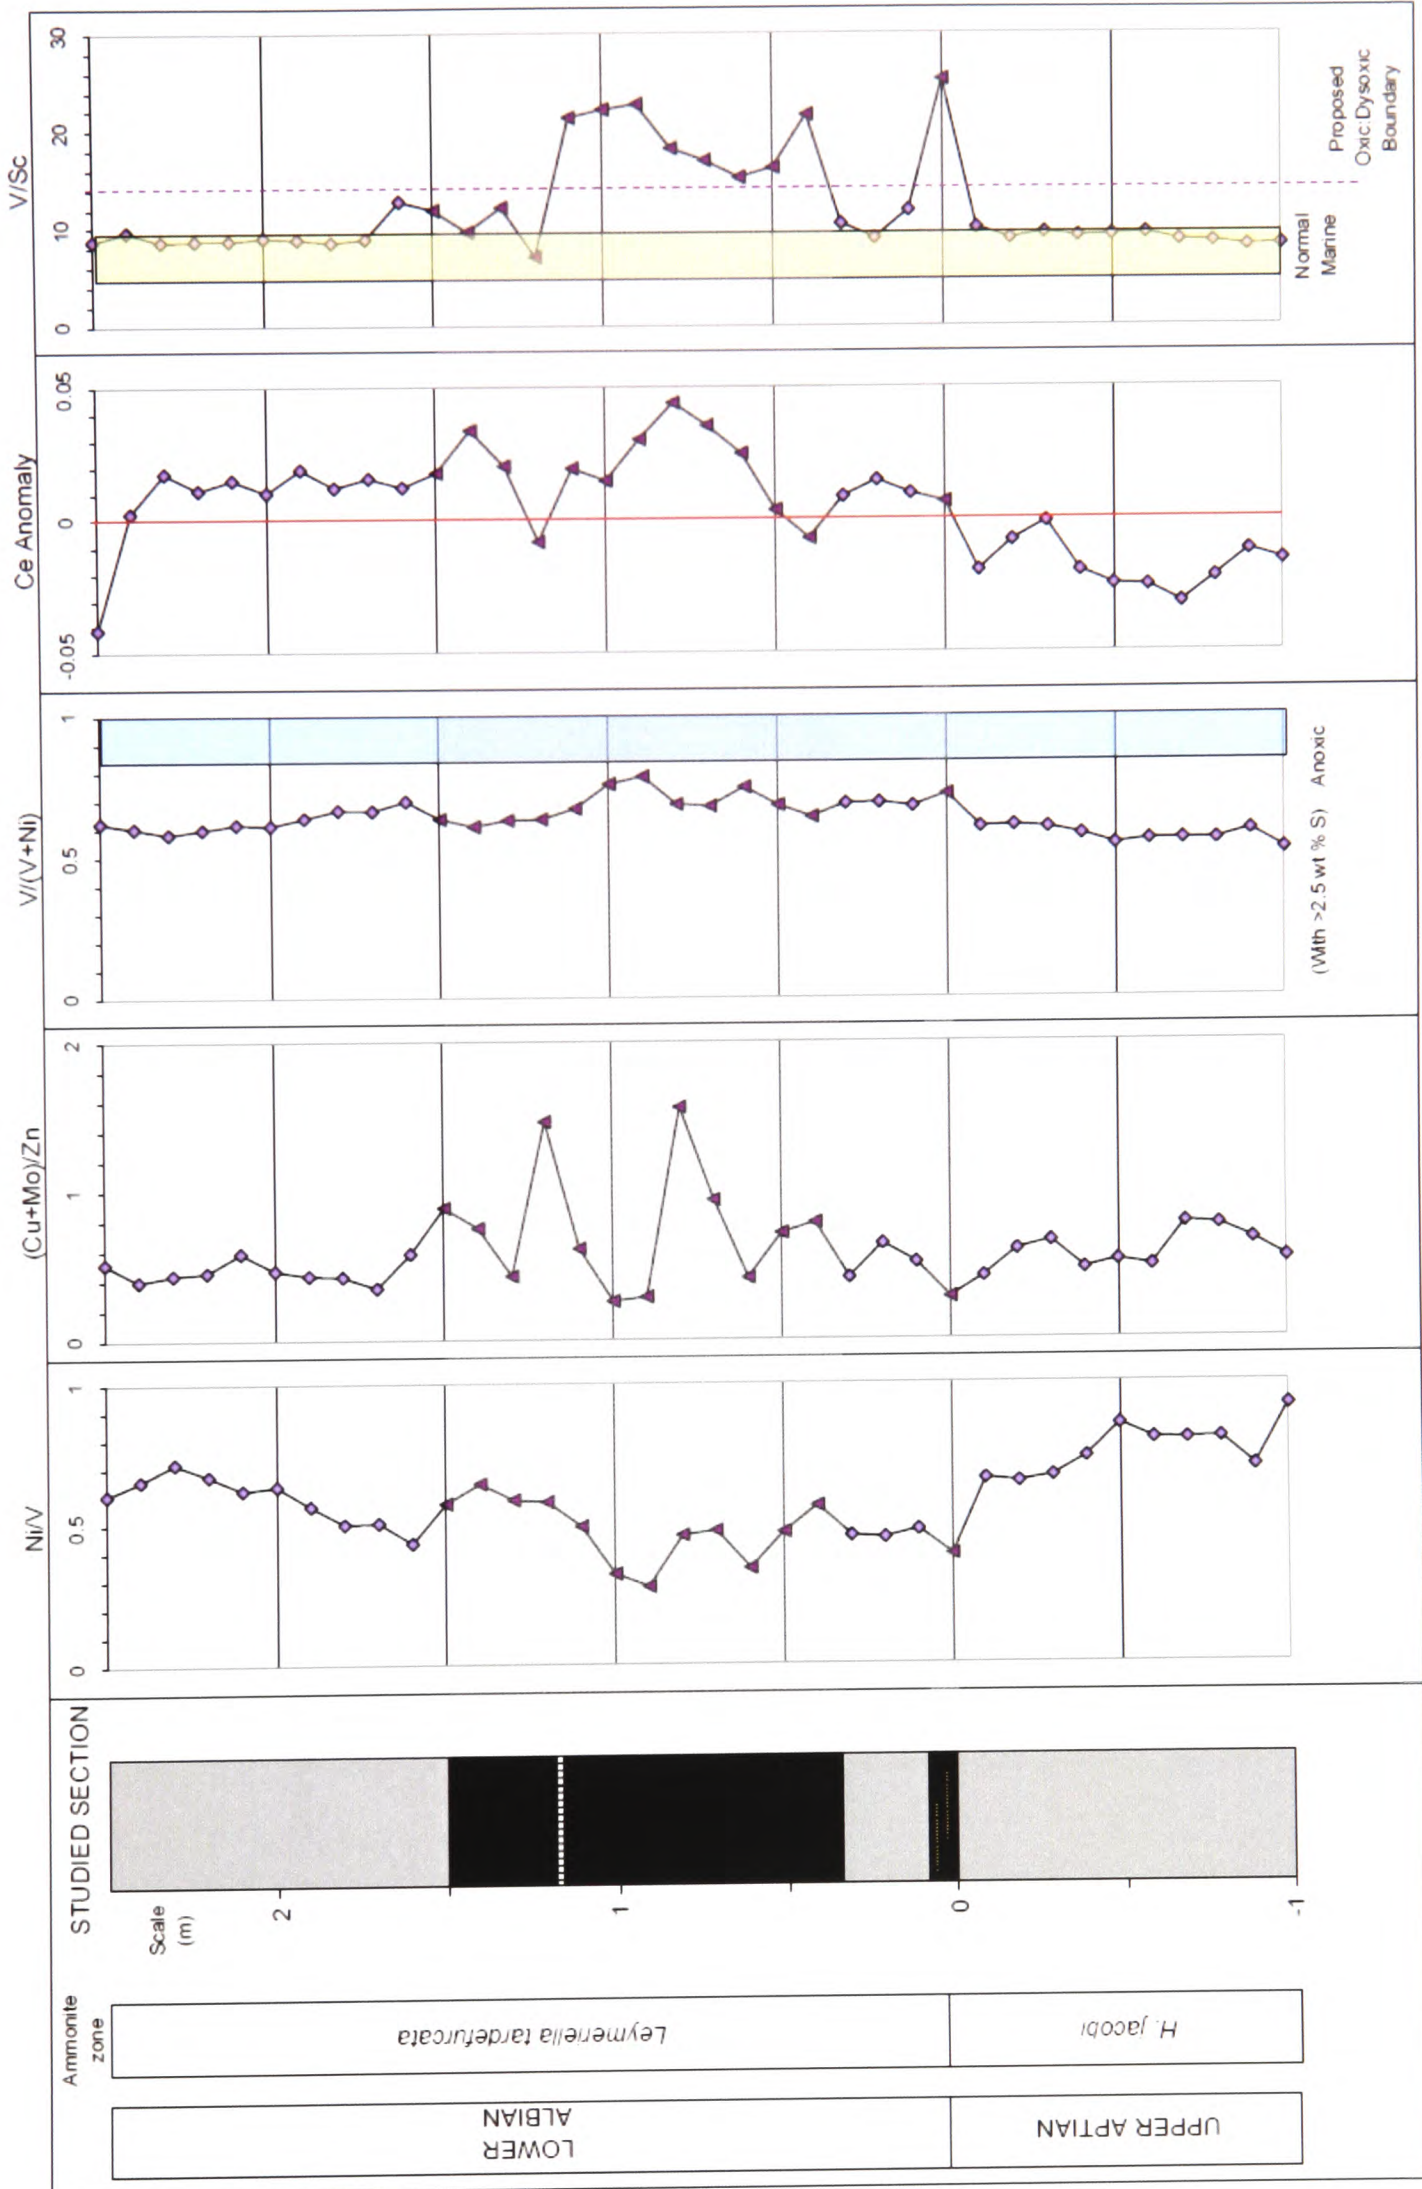 V/Sc
30
20
10
0
Proposed
Oxic:Dysoxic
Boundary
Normal
Marine
Ce Anomaly
0.05
0
-0.05
V/(V+Ni)
1
0.5
0
(With >2.5 wt % S) Anoxic
(Cu+Mo)/Zn
2
1
0
Ni/V
1
0.5
0
STUDIED SECTION
Scale
(m)
2
1
0
-1
Ammonite
zone
Leymeriella tardefurcata
H. jacobi
LOWER
ALBIAN
UPPER APTIAN